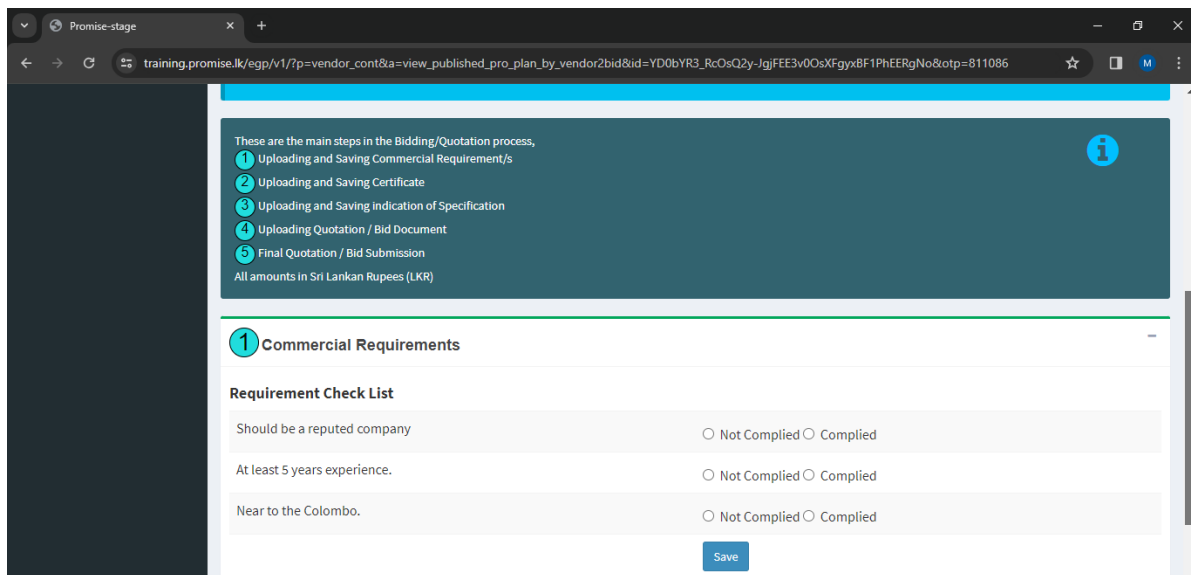 Promise-stage
training.promise.lk/egp/v1/?p=vendor_cont&a=view_published_pro_plan_by_vendor2bid&id=YD0bYR3_RcOsQ2y-JgjFEE3v0OsXFgyxBF1PhEERgNo&otp=811086
M
These are the main steps in the Bidding/Quotation process,
1 Uploading and Saving Commercial Requirement/s
2 Uploading and Saving Certificate
3 Uploading and Saving indication of Specification
4 Uploading Quotation / Bid Document
5 Final Quotation / Bid Submission
All amounts in Sri Lankan Rupees (LKR)
1 Commercial Requirements
Requirement Check List
Should be a reputed company Not Complied Complied
At least 5 years experience. Not Complied Complied
Near to the Colombo. Not Complied Complied
Save